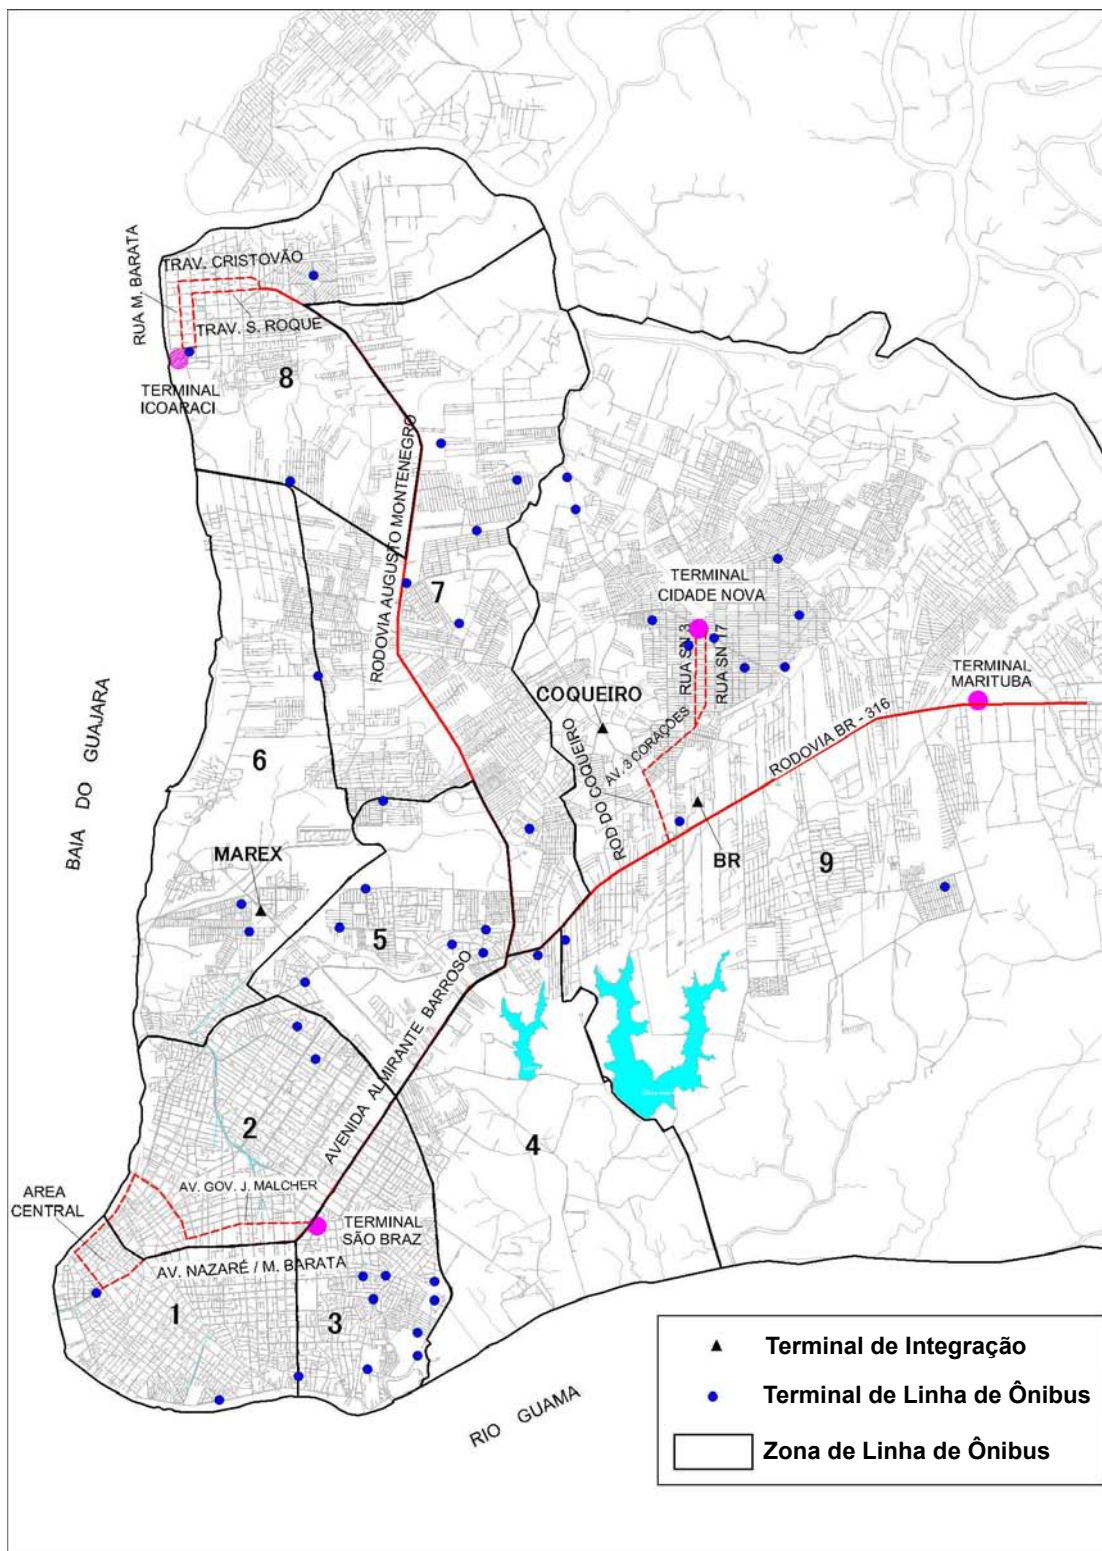 TRAV. CRISTOVÃO
RUA M. BARATA
TRAV. S. ROQUE
8
TERMINAL
ICOARACI
RODOVIA AUGUSTO MONTENEGRO
7
TERMINAL
CIDADE NOVA
RUA SN 3
RUA SN 17
TERMINAL
MARITUBA
COQUEIRO
AV. 3 CORAÇOES
ROD DO COQUEIRO
RODOVIA BR - 316
BAIA DO GUAJARA
6
MAREX
BR
9
5
AVENIDA ALMIRANTE BARROSO
2
4
AREA
CENTRAL
AV. GOV. J. MALCHER
TERMINAL
SÃO BRAZ
AV. NAZARÉ / M. BARATA
1
3
RIO GUAMA
Terminal de Integração
Terminal de Linha de Ônibus
Zona de Linha de Ônibus